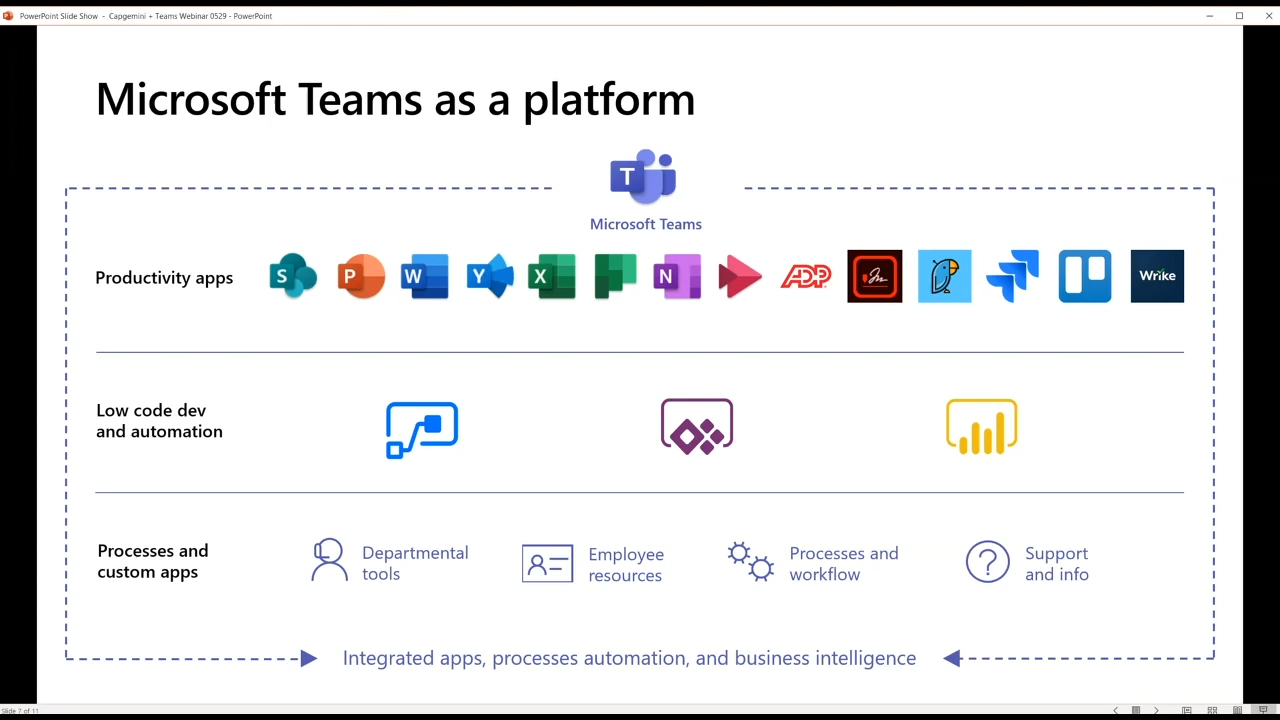 PowerPoint Slide Show - Capgemini + Teams Webinar 0529 - PowerPoint
Microsoft Teams as a platform
T
Microsoft Teams
Productivity apps
S P W Y X N ADP Wrike
Low code dev
and automation
Processes and
custom apps
Departmental
tools
Employee
resources
Processes and
workflow
Support
and info
Integrated apps, processes automation, and business intelligence
Slide 7 of 11